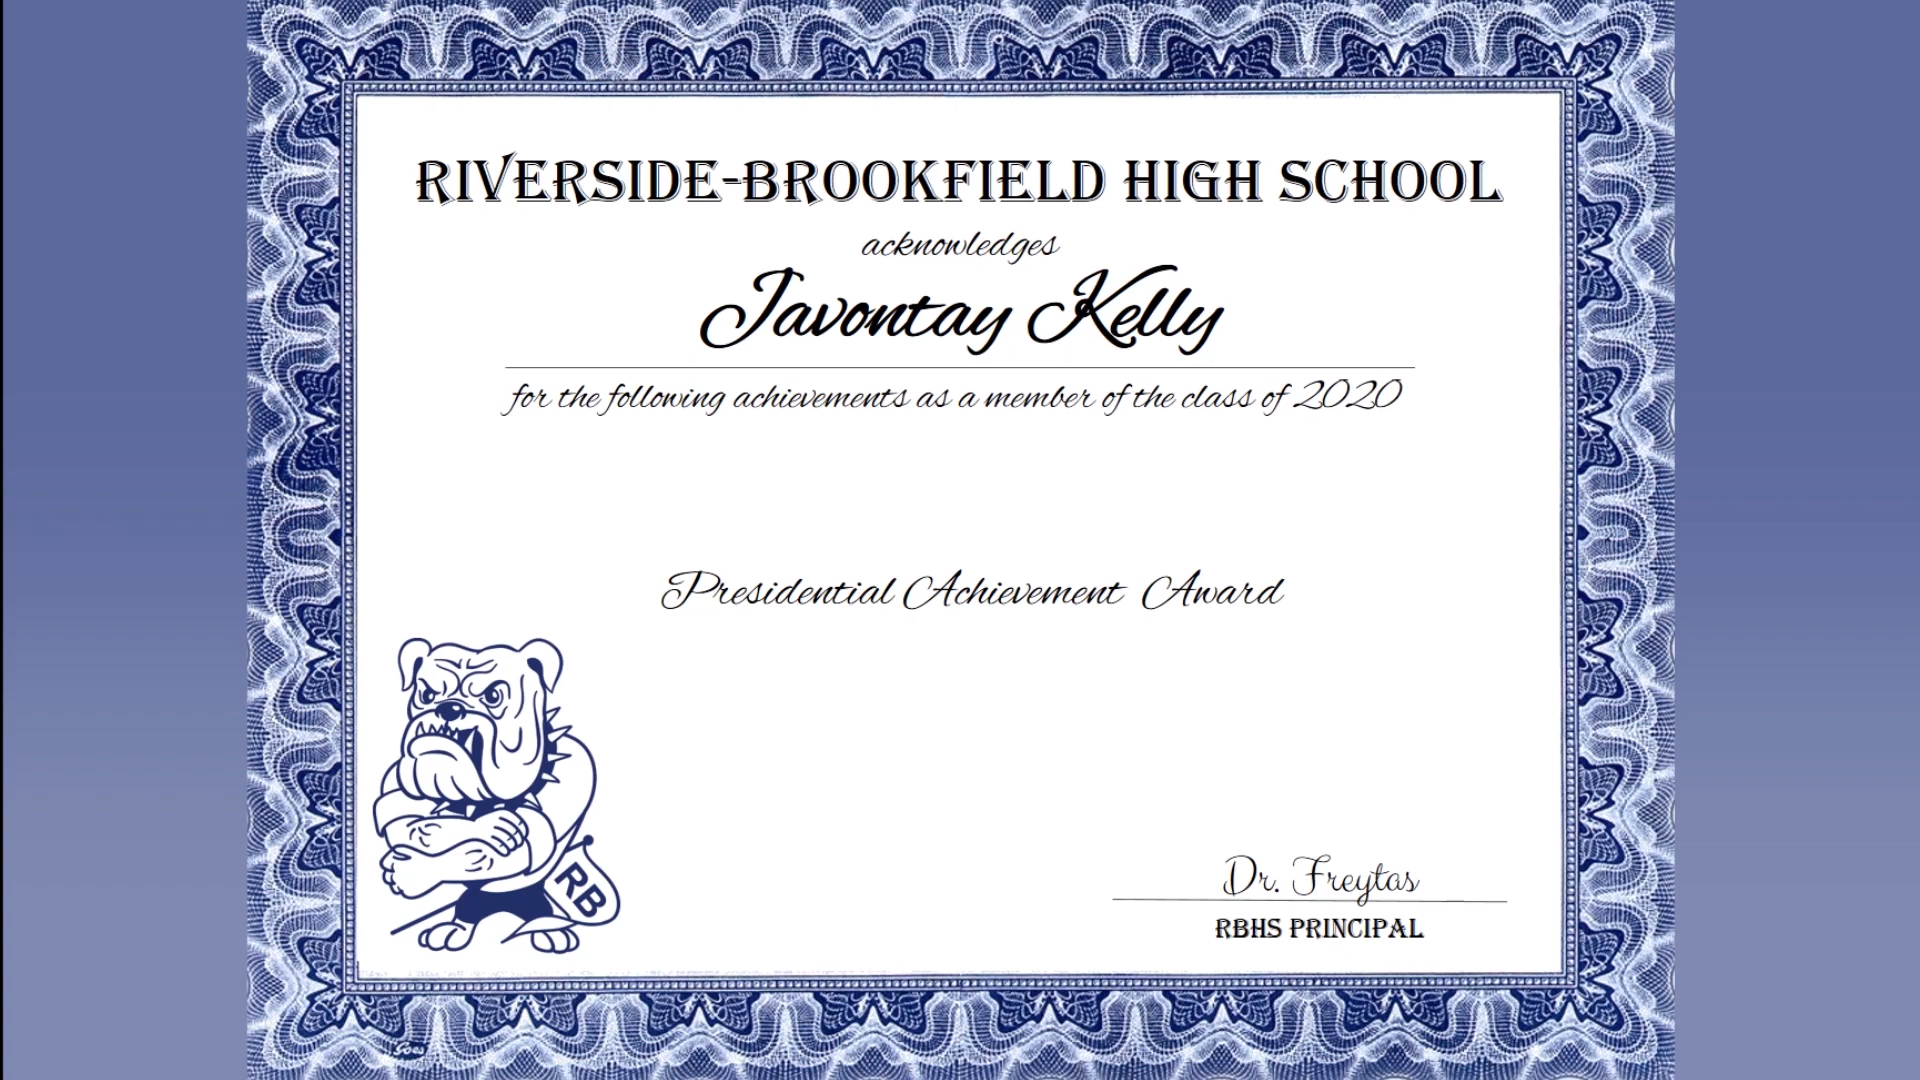 RIVERSIDE-BROOKFIELD HIGH SCHOOL
acknowledges
Javontay Kelly
for the following achievements as a member of the class of 2020
Presidential Achievement Award
RB
Dr. Freytas
RBHS PRINCIPAL
Goes